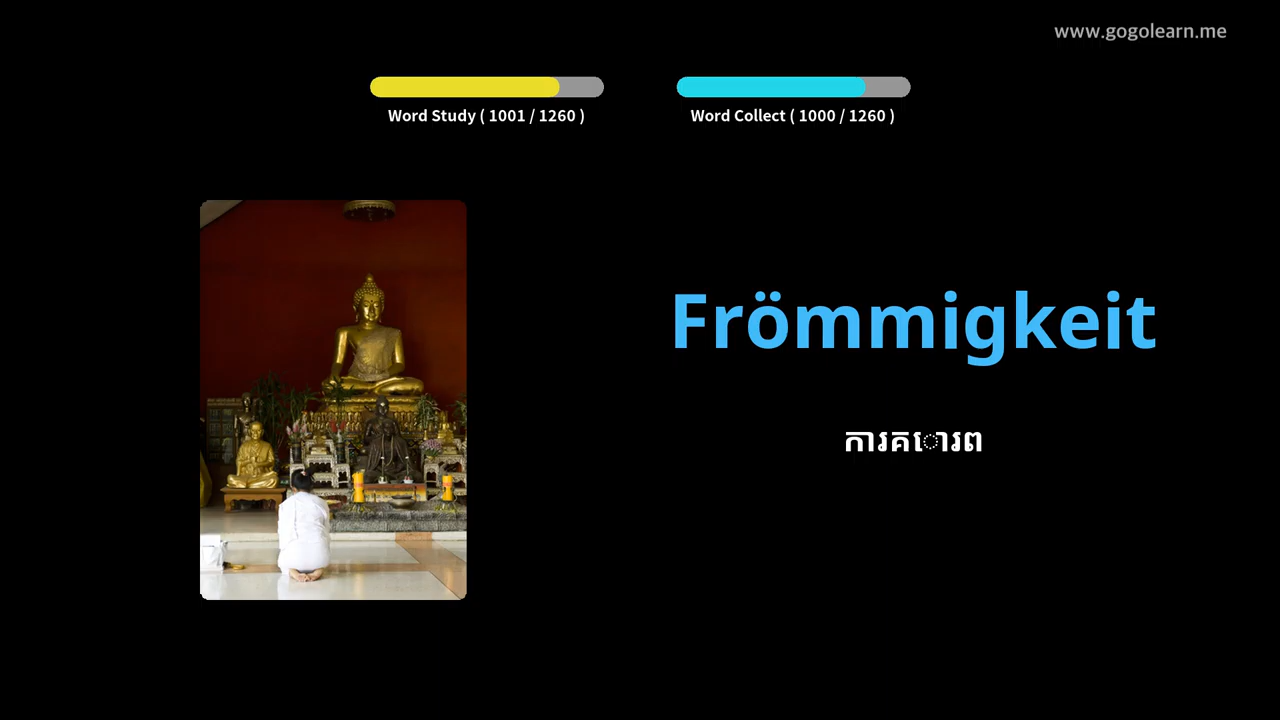 www.gogolearn.me
Word Study ( 1001 / 1260 )
Word Collect ( 1000 / 1260 )
Frömmigkeit
ការគោរព